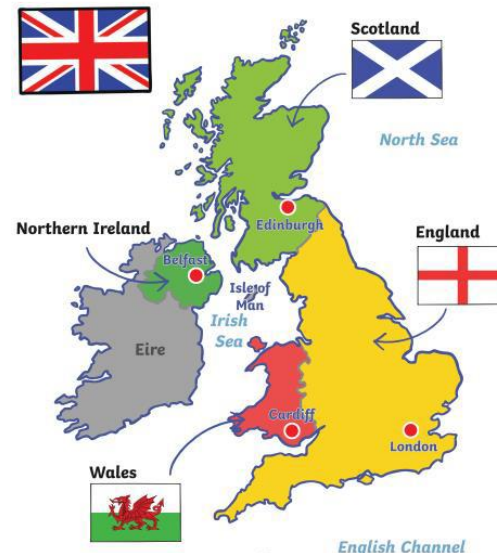 Scotland
North Sea
Edinburgh
Northern Ireland
Belfast
England
Isle of
Man
Irish
Sea
Eire
Cardiff
London
Wales
English Channel